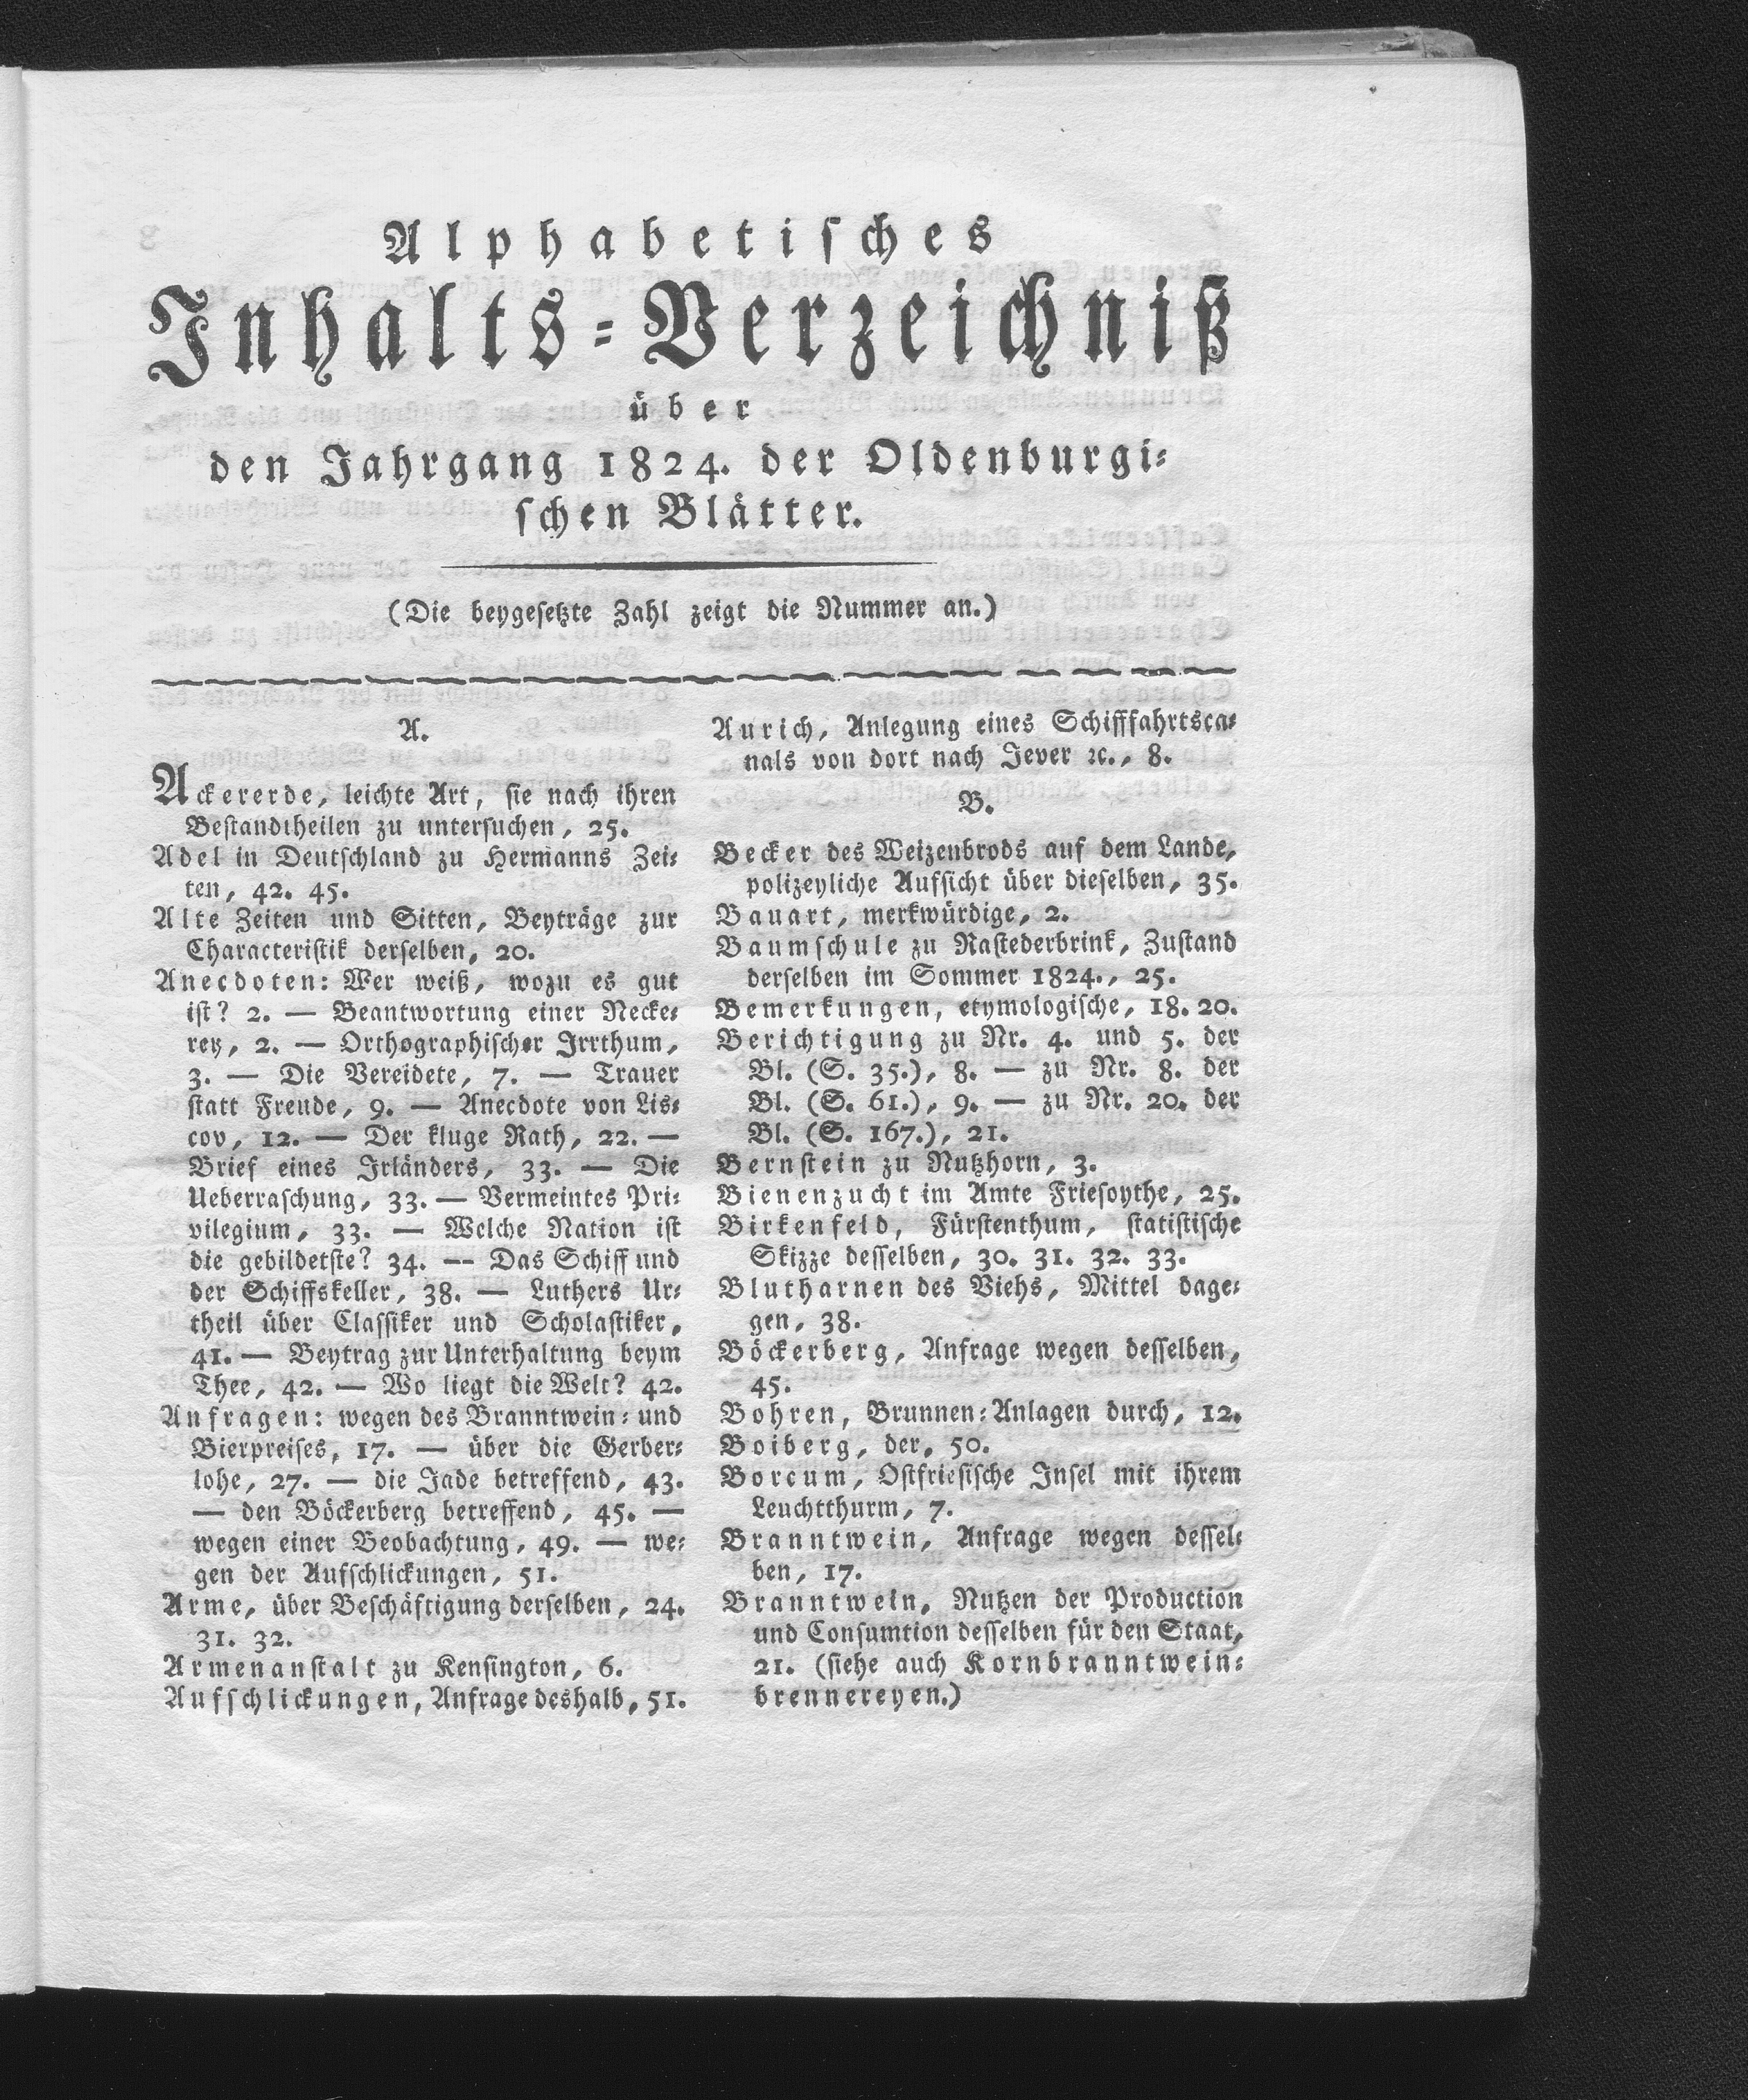 Alphabetisches
Inhalts-Verzeichniß
über
den Jahrgang 1824. der Oldenburgi-
schen Blätter.
(Die beygesetzte Zahl zeigt die Nummer an.)
A.
Ackererde, leichte Art, sie nach ihren
Bestandtheilen zu untersuchen, 25.
Adel in Deutschland zu Hermanns Zei-
ten, 42. 45.
Alte Zeiten und Sitten, Beyträge zur
Characteristik derselben, 20.
Anecdoten: Wer weiß, wozu es gut
ist? 2. — Beantwortung einer Necke-
rey, 2. — Orthographischer Irrthum,
3. — Die Vereidete, 7. — Trauer
statt Freude, 9. — Anecdote von Lis-
cov, 12. — Der kluge Rath, 22. —
Brief eines Irländers, 33. — Die
Ueberraschung, 33. — Vermeintes Pri-
vilegium, 33. — Welche Nation ist
die gebildetste? 34. — Das Schiff und
der Schiffskeller, 38. — Luthers Ur-
theil über Classiker und Scholastiker,
41. — Beytrag zur Unterhaltung beym
Thee, 42. — Wo liegt die Welt? 42.
Anfragen: wegen des Branntwein- und
Bierpreises, 17. — über die Gerber-
lohe, 27. — die Jade betreffend, 43.
— den Böckerberg betreffend, 45. —
wegen einer Beobachtung, 49. — we-
gen der Aufschlickungen, 51.
Arme, über Beschäftigung derselben, 24.
31. 32.
Armenanstalt zu Kensington, 6.
Aufschlickungen, Anfrage deshalb, 51.
Aurich, Anlegung eines Schifffahrtsca-
nals von dort nach Jever ꝛc., 8.
B.
Becker des Weizenbrods auf dem Lande,
polizeyliche Aufsicht über dieselben, 35.
Bauart, merkwürdige, 2.
Baumschule zu Rastederbrink, Zustand
derselben im Sommer 1824., 25.
Bemerkungen, etymologische, 18. 20.
Berichtigung zu Nr. 4. und 5. der
Bl. (S. 35.), 8. — zu Nr. 8. der
Bl. (S. 61.), 9. — zu Nr. 20. der
Bl. (S. 167.), 21.
Bernstein zu Nutzhorn, 3.
Bienenzucht im Amte Friesoythe, 25.
Birkenfeld, Fürstenthum, statistische
Skizze desselben, 30. 31. 32. 33.
Blutharnen des Viehs, Mittel dage-
gen, 38.
Böckerberg, Anfrage wegen desselben,
45.
Bohren, Brunnen-Anlagen durch, 12.
Boiberg, der, 50.
Borcum, Ostfriesische Insel mit ihrem
Leuchtthurm, 7.
Branntwein, Anfrage wegen dessel-
ben, 17.
Branntwein, Nutzen der Production
und Consumtion desselben für den Staat,
21. (siehe auch Kornbranntwein-
brennereyen.)